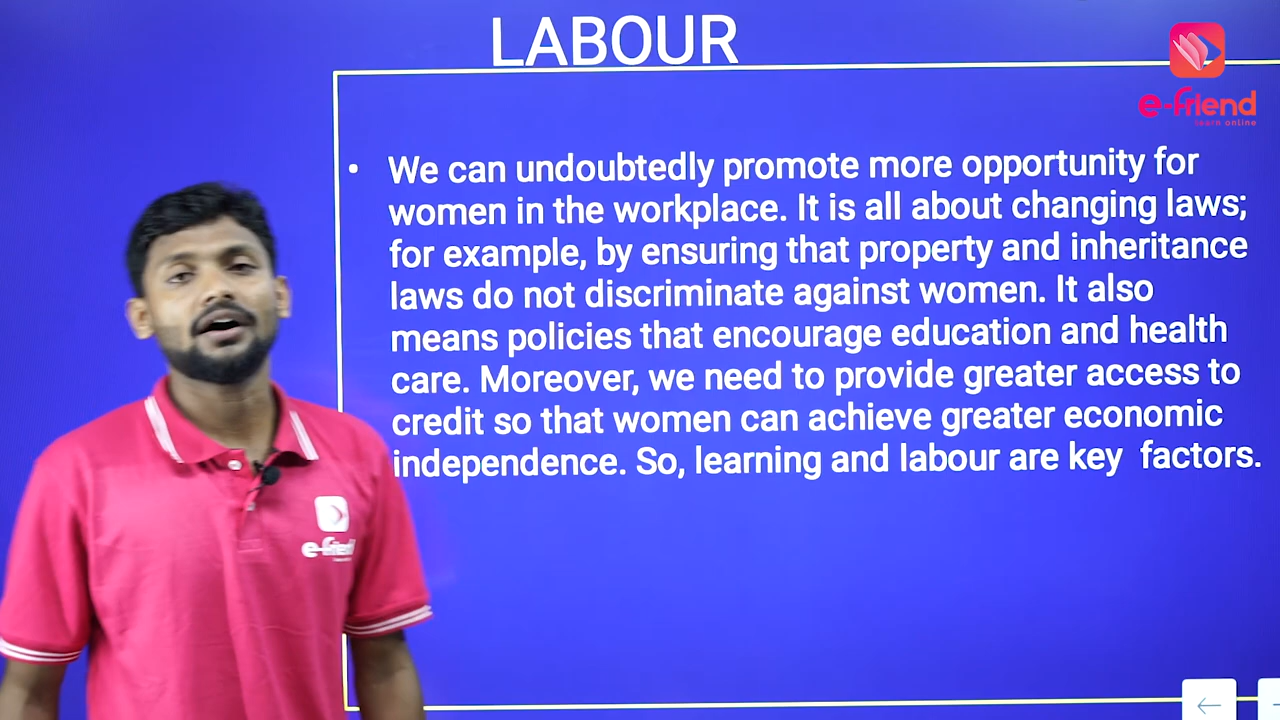 LABOUR
e-friend
learn online
• We can undoubtedly promote more opportunity for
women in the workplace. It is all about changing laws;
for example, by ensuring that property and inheritance
laws do not discriminate against women. It also
means policies that encourage education and health
care. Moreover, we need to provide greater access to
credit so that women can achieve greater economic
independence. So, learning and labour are key factors.
e-friend